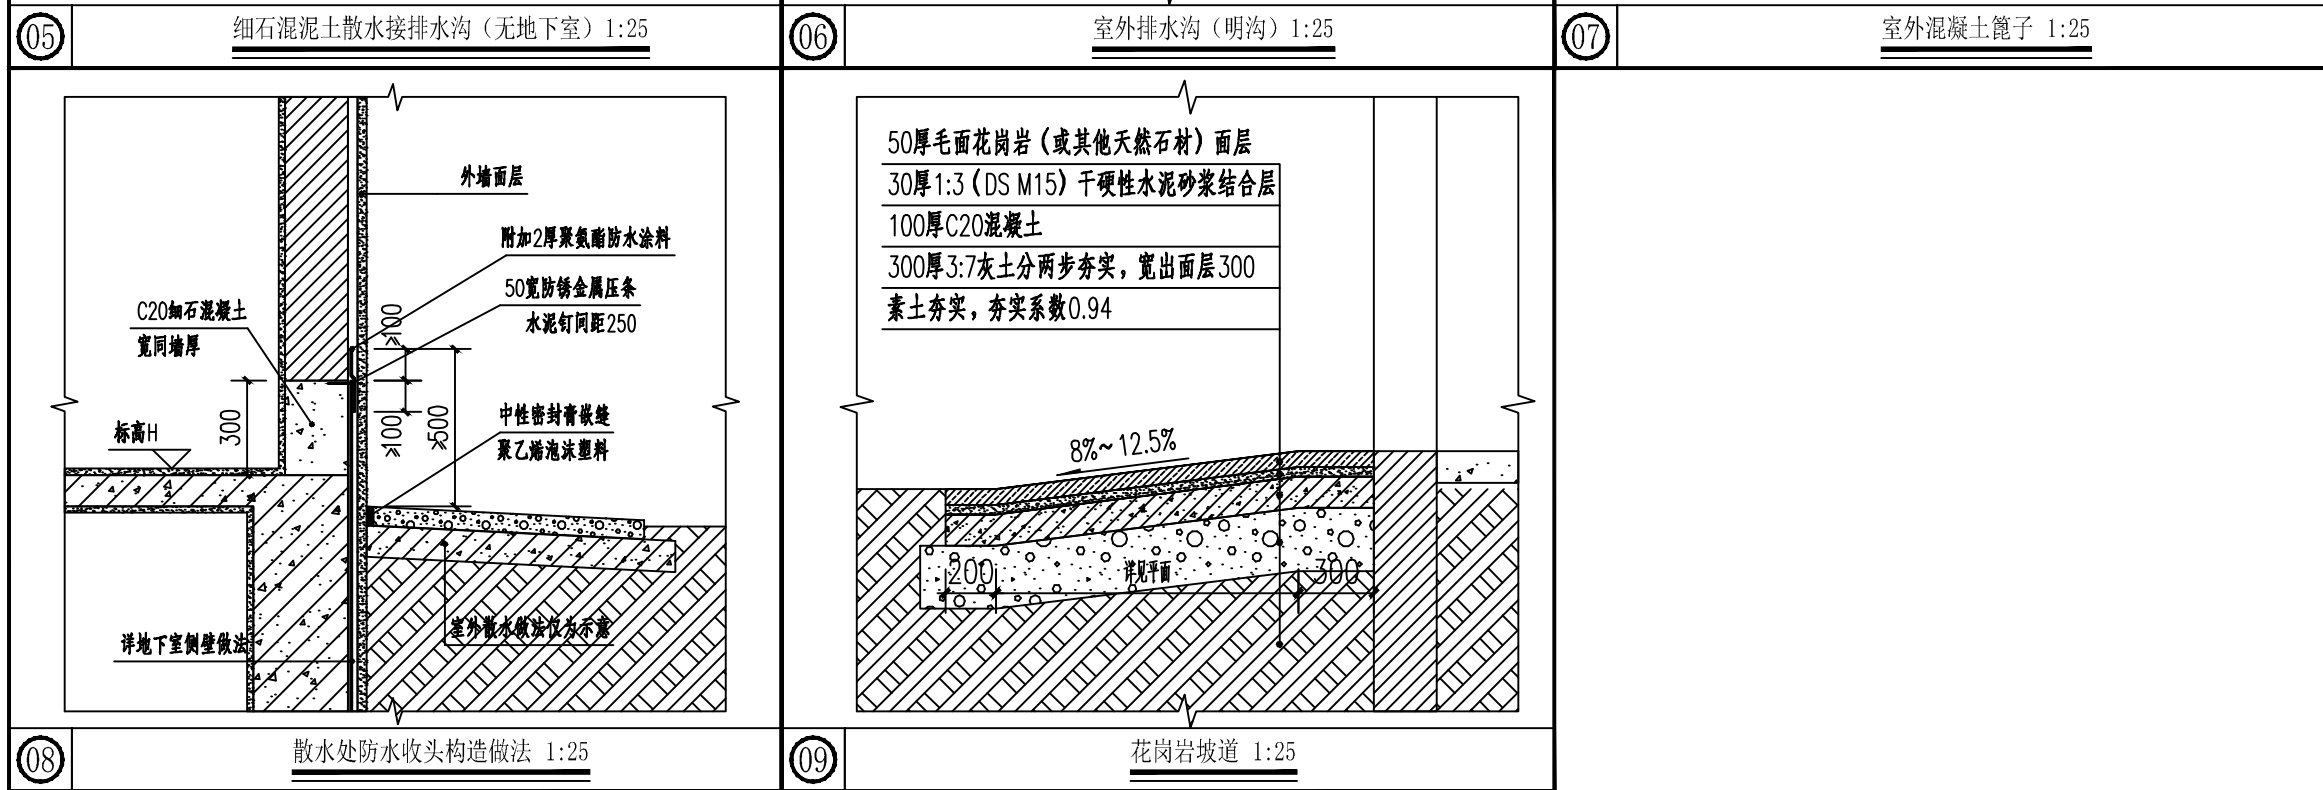 05
细石混泥土散水接排水沟（无地下室）1:25
06
室外排水沟（明沟）1:25
07
室外混凝土篦子 1:25
外墙面层
附加2厚聚氨酯防水涂料
50宽防锈金属压条
水泥钉间距250
C20细石混凝土
宽同墙厚
≥100
≥100
≥500
300
标高H
中性密封膏嵌缝
聚乙烯泡沫塑料
室外散水做法仅为示意
详地下室侧壁做法
08
散水处防水收头构造做法 1:25
50厚毛面花岗岩（或其他天然石材）面层
30厚1:3（DS M15）干硬性水泥砂浆结合层
100厚C20混凝土
300厚3:7灰土分两步夯实，宽出面层300
素土夯实，夯实系数0.94
8%~12.5%
200
详见平面
300
09
花岗岩坡道 1:25